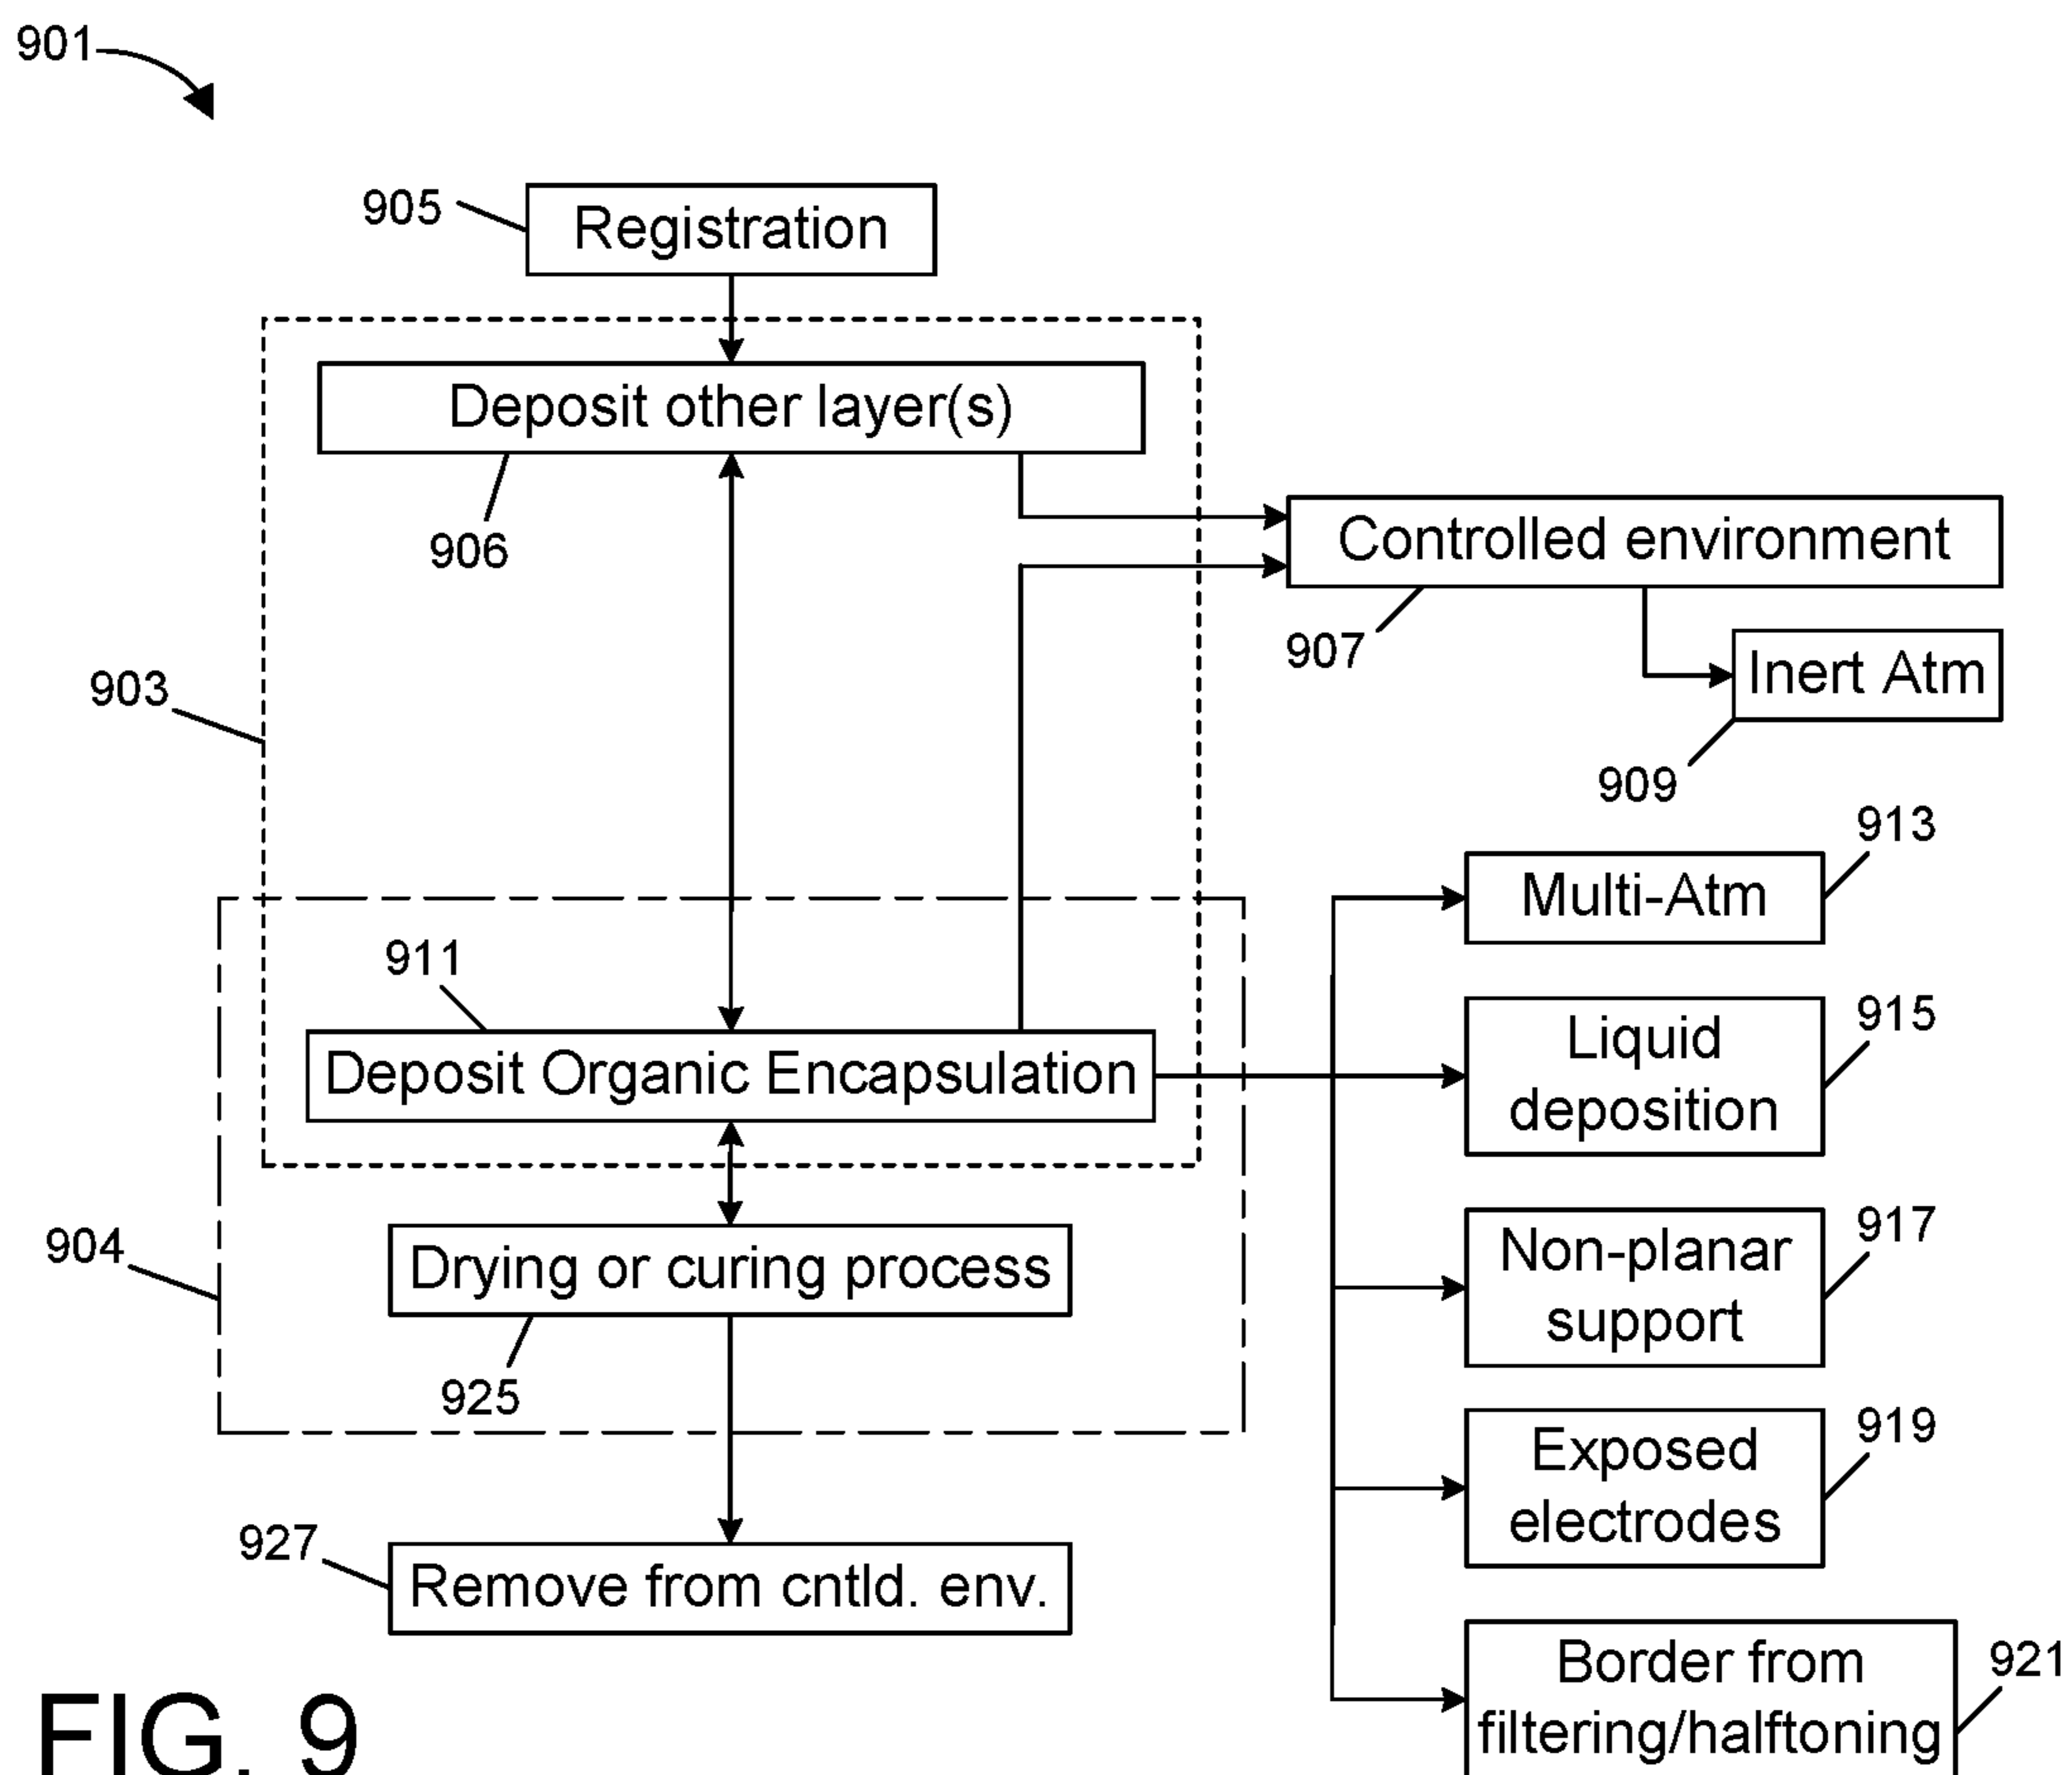 901
905
Registration
Deposit other layer(s)
906
Controlled environment
907
Inert Atm
909
903
913
Multi-Atm
911
Deposit Organic Encapsulation
915
Liquid
deposition
917
Non-planar
support
904
Drying or curing process
925
919
Exposed
electrodes
927
Remove from cntld. env.
921
Border from
filtering/halftoning
FIG. 9